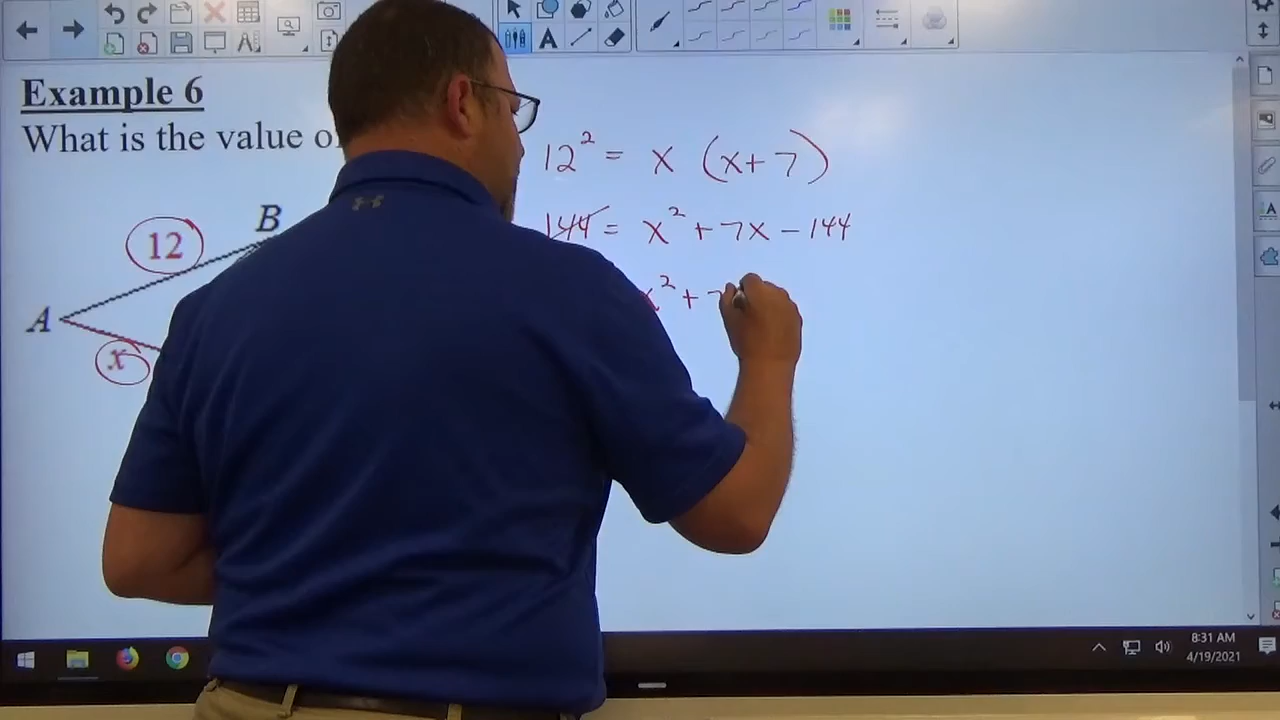 Example 6
What is the value
12² = x (x + 7)
144 = x² + 7x − 144
x² +
B
12
A
x
8:31 AM
4/19/2021